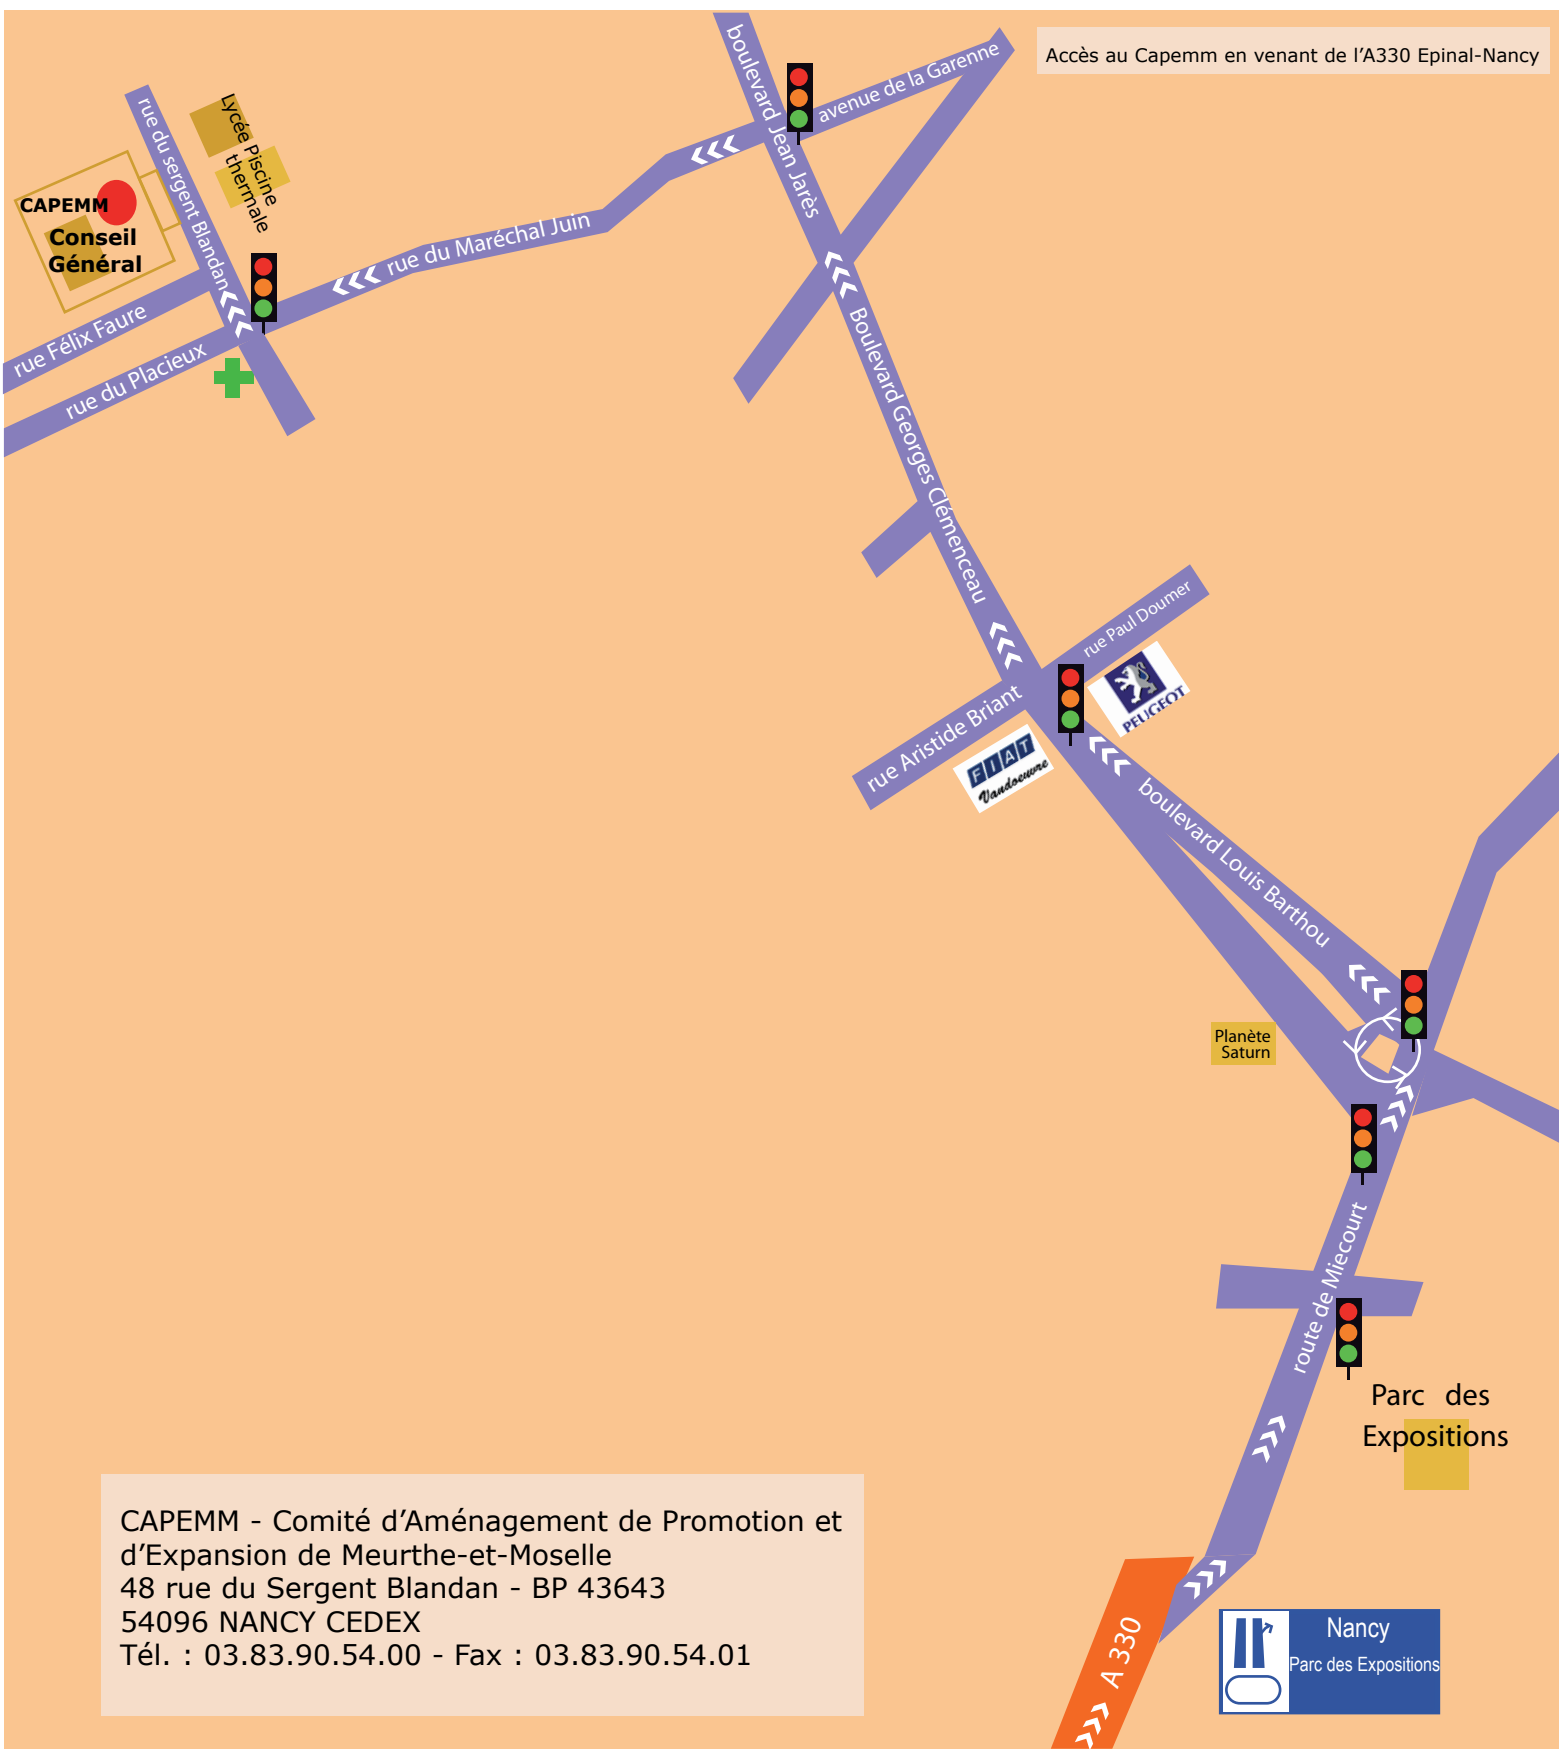 Accès au Capemm en venant de l'A330 Epinal-Nancy
boulevard Jean Jarès
avenue de la Garenne
rue du sergent Blandan
Lycée Piscine
thermale
CAPEMM
Conseil
Général
rue du Maréchal Juin
rue Félix Faure
rue du Placieux
Boulevard Georges Clémenceau
rue Paul Doumer
PEUGEOT
rue Aristide Briant
FIAT
Vandoeuvre
boulevard Louis Barthou
Planète
Saturn
route de Miecourt
Parc des
Expositions
CAPEMM - Comité d'Aménagement de Promotion et
d'Expansion de Meurthe-et-Moselle
48 rue du Sergent Blandan - BP 43643
54096 NANCY CEDEX
Tél. : 03.83.90.54.00 - Fax : 03.83.90.54.01
A 330
Nancy
Parc des Expositions